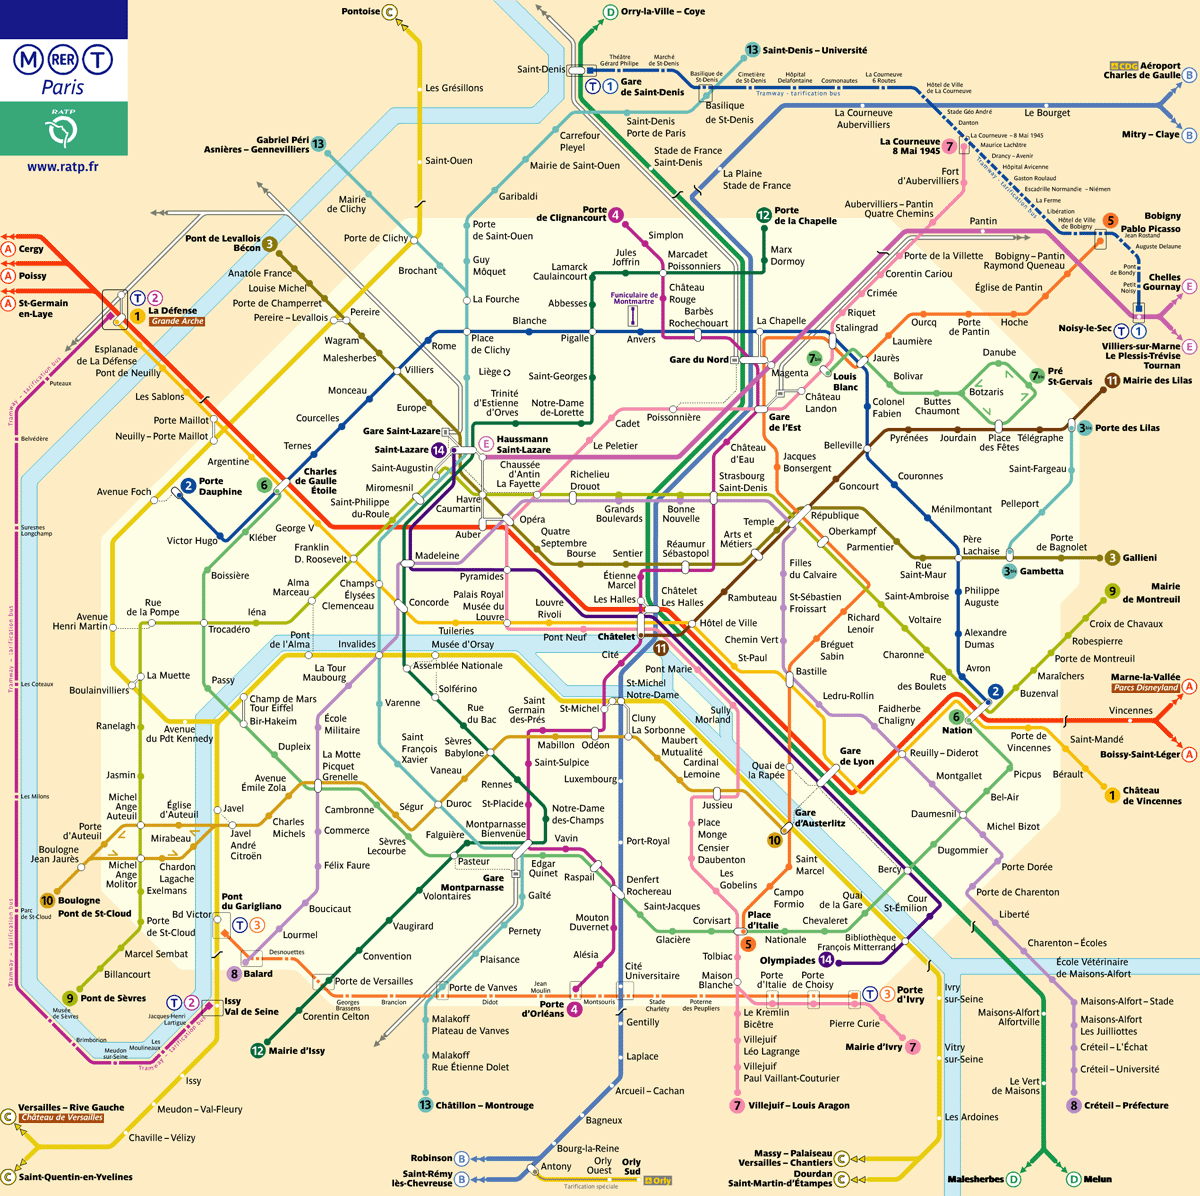 M RER T
Paris
RATP
www.ratp.fr
Pontoise C
D Orry-la-Ville – Coye
13 Saint-Denis – Université
CDG Aéroport
Charles de Gaulle B
Mitry – Claye B
Saint-Denis
Théâtre
Gérard Philipe
Marché
de St-Denis
Basilique de
St-Denis
Cimetière
de St-Denis
Hôpital
Delafontaine
Cosmonautes
La Courneuve
6 Routes
Hôtel de Ville
de La Courneuve
T 1 Gare
de Saint-Denis
Tramway - tarification bus
Basilique
de St-Denis
Stade Géo André
Danton
La Courneuve – 8 Mai 1945
Maurice Lachâtre
Drancy – Avenir
Hôpital Avicenne
Gaston Roulaud
Escadrille Normandie – Niémen
La Ferme
Libération
Hôtel de Ville
de Bobigny
Tramway - tarification bus
La Courneuve
Aubervilliers
Le Bourget
Les Grésillons
Saint-Ouen
Gabriel Péri
Asnières – Gennevilliers 13
Mairie
de Clichy
Porte de Clichy
Brochant
Saint-Denis
Porte de Paris
Carrefour
Pleyel
Mairie de Saint-Ouen
Garibaldi
Porte
de Saint-Ouen
Guy
Môquet
La Fourche
Stade de France
Saint-Denis
La Plaine
Stade de France
La Courneuve
8 Mai 1945 7
Fort
d'Aubervilliers
Aubervilliers – Pantin
Quatre Chemins
Pantin
5 Bobigny
Pablo Picasso
Jean Rostand
Auguste Delaune
Pont
de Bondy
Petit
Noisy
Chelles
Gournay E
Noisy-le-Sec T 1
Villiers-sur-Marne
Le Plessis-Trévise
Tournan E
Porte de la Villette
Corentin Cariou
Crimée
Riquet
Stalingrad
Bobigny – Pantin
Raymond Queneau
Église de Pantin
Hoche
Porte
de Pantin
Ourcq
Laumière
Jaurès
Porte
de Clignancourt 4
Simplon
Jules
Joffrin
Marcadet
Poissonniers
12 Porte
de la Chapelle
Marx
Dormoy
Lamarck
Caulaincourt
Abbesses
Funiculaire de
Montmartre
Château
Rouge
Barbès
Rochechouart
La Chapelle
Anvers
Pigalle
Blanche
Place
de Clichy
Rome
Liège
Gare du Nord
Magenta
7bis
Louis
Blanc
Château
Landon
Gare
de l'Est
Bolivar
Buttes
Chaumont
Danube
Botzaris
7bis Pré
St-Gervais
Place
des Fêtes
11 Mairie des Lilas
3bis Porte des Lilas
Télégraphe
Jourdain
Pyrénées
Belleville
Colonel
Fabien
Couronnes
Ménilmontant
Saint-Fargeau
Pelleport
Père
Lachaise
3bis Gambetta
Porte
de Bagnolet
3 Gallieni
A Cergy
A Poissy
A St-Germain
en-Laye
T 2
1 La Défense
Grande Arche
Pont de Levallois
Bécon 3
Anatole France
Louise Michel
Porte de Champerret
Pereire – Levallois
Pereire
Wagram
Malesherbes
Villiers
Monceau
Courcelles
Ternes
Europe
Esplanade
de La Défense
Pont de Neuilly
Les Sablons
Porte Maillot
Neuilly – Porte Maillot
Argentine
Avenue Foch
2 Porte
Dauphine
Victor Hugo
6
Charles
de Gaulle
Étoile
Kléber
Boissière
George V
Franklin
D. Roosevelt
Gare Saint-Lazare
Saint-Lazare 14
E Haussmann
Saint-Lazare
Saint-Augustin
Miromesnil
Saint-Philippe
du-Roule
Trinité
d'Estienne
d'Orves
Saint-Georges
Notre-Dame
de-Lorette
Poissonnière
Cadet
Le Peletier
Chaussée
d'Antin
La Fayette
Richelieu
Drouot
Havre
Caumartin
Auber
Opéra
Quatre
Septembre
Bourse
Sentier
Grands
Boulevards
Bonne
Nouvelle
Strasbourg
Saint-Denis
Château
d'Eau
Jacques
Bonsergent
Goncourt
République
Temple
Arts et
Métiers
Réaumur
Sébastopol
Oberkampf
Parmentier
Rue
Saint-Maur
Filles
du Calvaire
St-Sébastien
Froissart
Saint-Ambroise
Voltaire
Charonne
Richard
Lenoir
Bréguet
Sabin
Chemin Vert
Rambuteau
Étienne
Marcel
Les Halles
Châtelet
Les Halles
Châtelet
11
Hôtel de Ville
Madeleine
Pyramides
Palais Royal
Musée du
Louvre
Louvre
Rivoli
Pont Neuf
Tuileries
Concorde
Champs
Élysées
Clemenceau
Alma
Marceau
Iéna
Trocadéro
Rue
de la Pompe
Avenue
Henri Martin
La Muette
Boulainvilliers
Ranelagh
Jasmin
Michel
Ange
Auteuil
Église
d'Auteuil
Passy
Pont
de l'Alma
Invalides
Musée d'Orsay
Assemblée Nationale
Solférino
Rue
du Bac
La Tour
Maubourg
Varenne
Champ de Mars
Tour Eiffel
Bir-Hakeim
Avenue
du Pdt Kennedy
Dupleix
École
Militaire
La Motte
Picquet
Grenelle
Saint
François
Xavier
Sèvres
Babylone
Vaneau
Rennes
St-Placide
Duroc
Ségur
Cambronne
Avenue
Émile Zola
Charles
Michels
Javel
Javel
André
Citroën
Mirabeau
Chardon
Lagache
Michel
Ange
Molitor
Exelmans
Porte
d'Auteuil
Boulogne
Jean Jaurès
10 Boulogne
Pont de St-Cloud
Porte
de St-Cloud
Marcel Sembat
Billancourt
9 Pont de Sèvres
Puteaux
Belvédère
Suresnes
Longchamp
Les Coteaux
Les Milons
Parc
de St-Cloud
Musée
de Sèvres
Brimborion
Meudon
sur-Seine
Les
Moulineaux
Jacques-Henri
Lartigue
Tramway - tarification bus
Tramway - tarification bus
Tramway - tarification bus
T 2
Issy
Val de Seine
Pont
du Garigliano
Bd Victor
T 3
8 Balard
Lourmel
Desnouettes
Boucicaut
Félix Faure
Commerce
Sèvres
Lecourbe
Falguière
Pasteur
Volontaires
Vaugirard
Convention
Porte de Versailles
Georges
Brassens
Brancion
Porte de Vanves
Didot
Jean
Moulin
Montsouris
Corentin Celton
12 Mairie d'Issy
Montparnasse
Bienvenüe
Gare
Montparnasse
Edgar
Quinet
Gaîté
Pernety
Plaisance
Malakoff
Plateau de Vanves
Malakoff
Rue Étienne Dolet
13 Châtillon – Montrouge
Notre-Dame
des-Champs
Vavin
Raspail
Denfert
Rochereau
Mouton
Duvernet
Alésia
Porte
d'Orléans 4
Cité
Universitaire
Stade
Charléty
Poterne
des Peupliers
Saint-Jacques
Glacière
Corvisart
Place
d'Italie
5
Nationale
Chevaleret
Quai
de la Gare
Tolbiac
Maison
Blanche
Porte
d'Italie
Porte
de Choisy
T 3 Porte
d'Ivry
Le Kremlin
Bicêtre
Villejuif
Léo Lagrange
Villejuif
Paul Vaillant-Couturier
7 Villejuif – Louis Aragon
Pierre Curie
Mairie d'Ivry 7
Saint
Germain
des-Prés
Mabillon
Saint-Sulpice
Odéon
St-Michel
St-Michel
Notre-Dame
Cité
Cluny
La Sorbonne
Maubert
Mutualité
Cardinal
Lemoine
Luxembourg
Port-Royal
Pont Marie
Sully
Morland
St-Paul
Bastille
Jussieu
Place
Monge
Censier
Daubenton
Les
Gobelins
Quai de
la Rapée
Gare
d'Austerlitz
10
Saint
Marcel
Campo
Formio
Gare
de Lyon
Ledru-Rollin
Faidherbe
Chaligny
Reuilly – Diderot
Montgallet
Daumesnil
Dugommier
Bercy
Cour
St-Émilion
Bibliothèque
François Mitterrand
Olympiades 14
Philippe
Auguste
Alexandre
Dumas
Avron
Rue
des Boulets
Buzenval
Maraîchers
Porte de Montreuil
Robespierre
Croix de Chavaux
9 Mairie
de Montreuil
2
6
Nation
Picpus
Bel-Air
Porte de
Vincennes
Saint-Mandé
Bérault
1 Château
de Vincennes
Vincennes
Marne-la-Vallée A
Parcs Disneyland
Boissy-Saint-Léger A
Michel Bizot
Porte Dorée
Porte de Charenton
Liberté
Charenton – Écoles
École Vétérinaire
de Maisons-Alfort
Maisons-Alfort – Stade
Maisons-Alfort
Les Juilliottes
Créteil – L'Échat
Créteil – Université
8 Créteil – Préfecture
Maisons-Alfort
Alfortville
Le Vert
de Maisons
Malesherbes D
D Melun
Ivry
sur-Seine
Vitry
sur-Seine
Les Ardoines
Massy – Palaiseau
Versailles – Chantiers C
Dourdan
Saint-Martin-d'Étampes C
Gentilly
Laplace
Arcueil – Cachan
Bagneux
Bourg-la-Reine
Robinson B
Saint-Rémy
lès-Chevreuse B
Antony
Orly
Ouest
Orly
Sud
Orly
Tarification spéciale
Issy
Meudon – Val-Fleury
Chaville – Vélizy
C Versailles – Rive Gauche
Château de Versailles
C Saint-Quentin-en-Yvelines